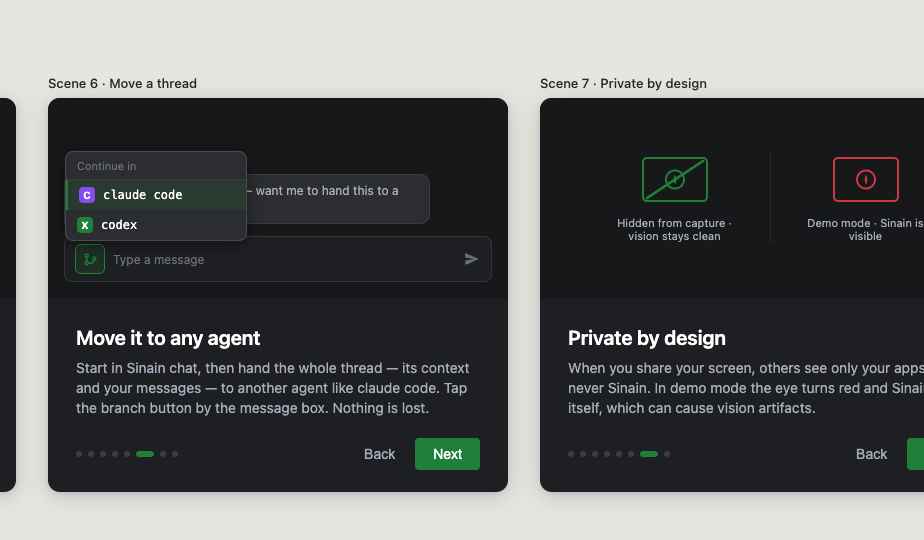 Scene 6 · Move a thread
Continue in
claude code
codex
– want me to hand this to a
Type a message
Move it to any agent
Start in Sinain chat, then hand the whole thread — its context
and your messages — to another agent like claude code. Tap
the branch button by the message box. Nothing is lost.
Back
Next
Scene 7 · Private by design
Hidden from capture ·
vision stays clean
Demo mode · Sinain is
visible
Private by design
When you share your screen, others see only your apps
never Sinain. In demo mode the eye turns red and
itself, which can cause vision artifacts.
Back